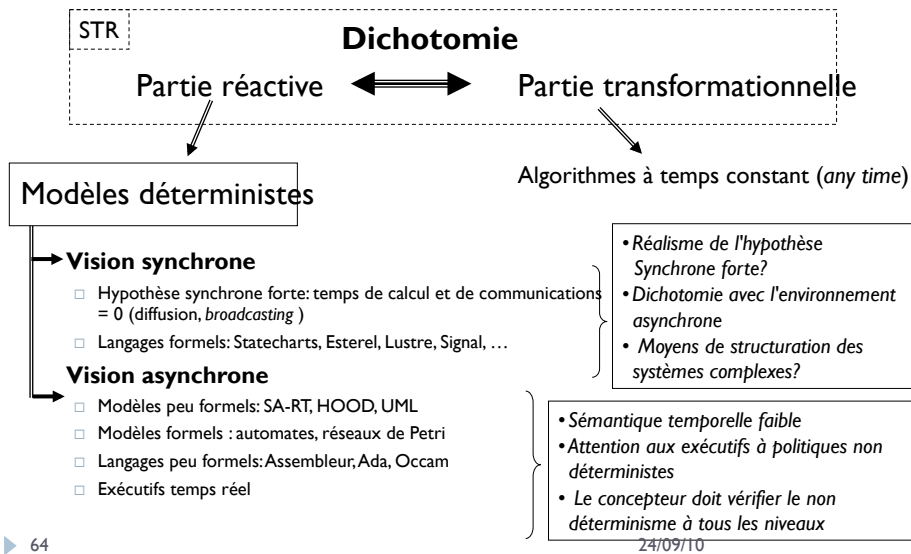 STR
Dichotomie
Partie réactive
Partie transformationnelle
Algorithmes à temps constant (any time)
Modèles déterministes
Vision synchrone
□ Hypothèse synchrone forte: temps de calcul et de communications
= 0 (diffusion, broadcasting )
□ Langages formels: Statecharts, Esterel, Lustre, Signal, …
• Réalisme de l'hypothèse
Synchrone forte?
• Dichotomie avec l'environnement
asynchrone
• Moyens de structuration des
systèmes complexes?
Vision asynchrone
□ Modèles peu formels: SA-RT, HOOD, UML
□ Modèles formels : automates, réseaux de Petri
□ Langages peu formels: Assembleur, Ada, Occam
□ Exécutifs temps réel
• Sémantique temporelle faible
• Attention aux exécutifs à politiques non
déterministes
• Le concepteur doit vérifier le non
déterminisme à tous les niveaux
64
24/09/10